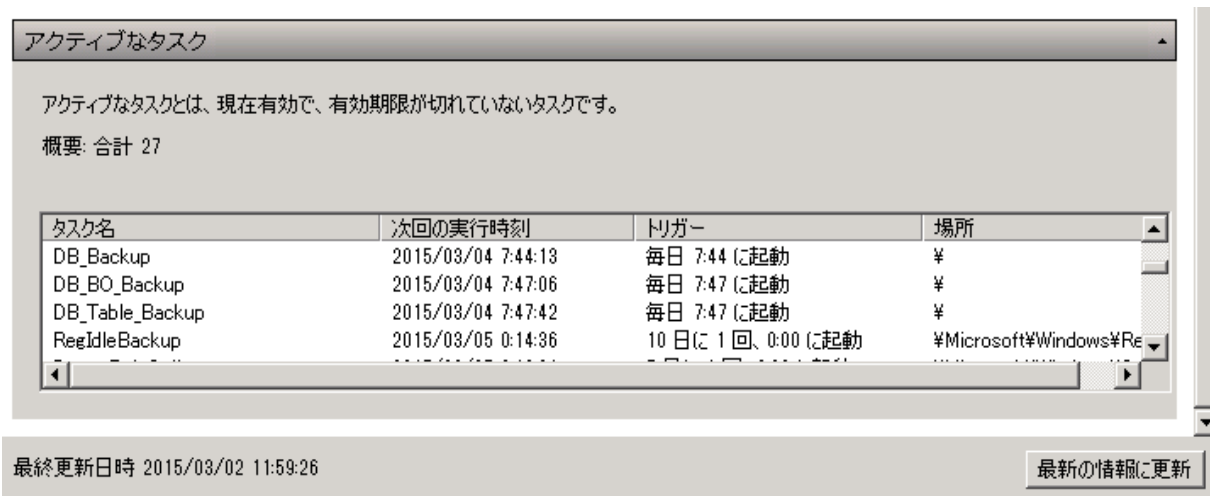 アクティブなタスク
アクティブなタスクとは、現在有効で、有効期限が切れていないタスクです。
概要: 合計 27
タスク名 次回の実行時刻 トリガー 場所
DB_Backup 2015/03/04 7:44:13 毎日 7:44 に起動 ¥
DB_BO_Backup 2015/03/04 7:47:06 毎日 7:47 に起動 ¥
DB_Table_Backup 2015/03/04 7:47:42 毎日 7:47 に起動 ¥
RegIdleBackup 2015/03/05 0:14:36 10 日に 1 回、0:00 に起動 ¥Microsoft¥Windows¥Re
最終更新日時 2015/03/02 11:59:26 最新の情報に更新